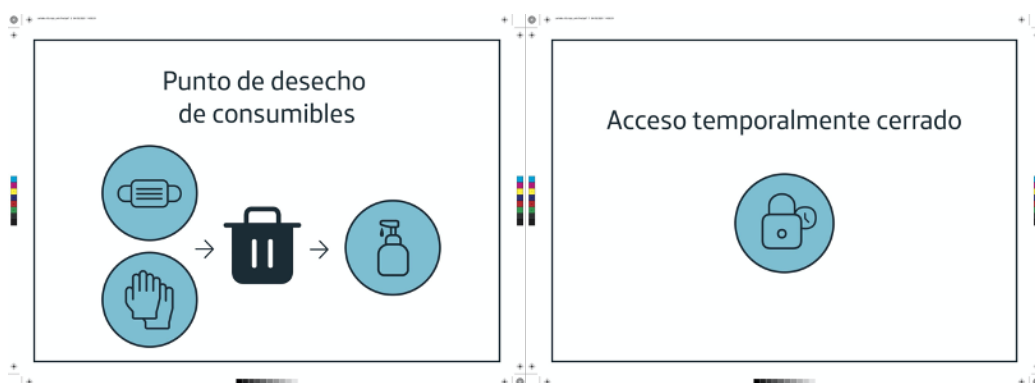 Punto de desecho
de consumibles
Acceso temporalmente cerrado